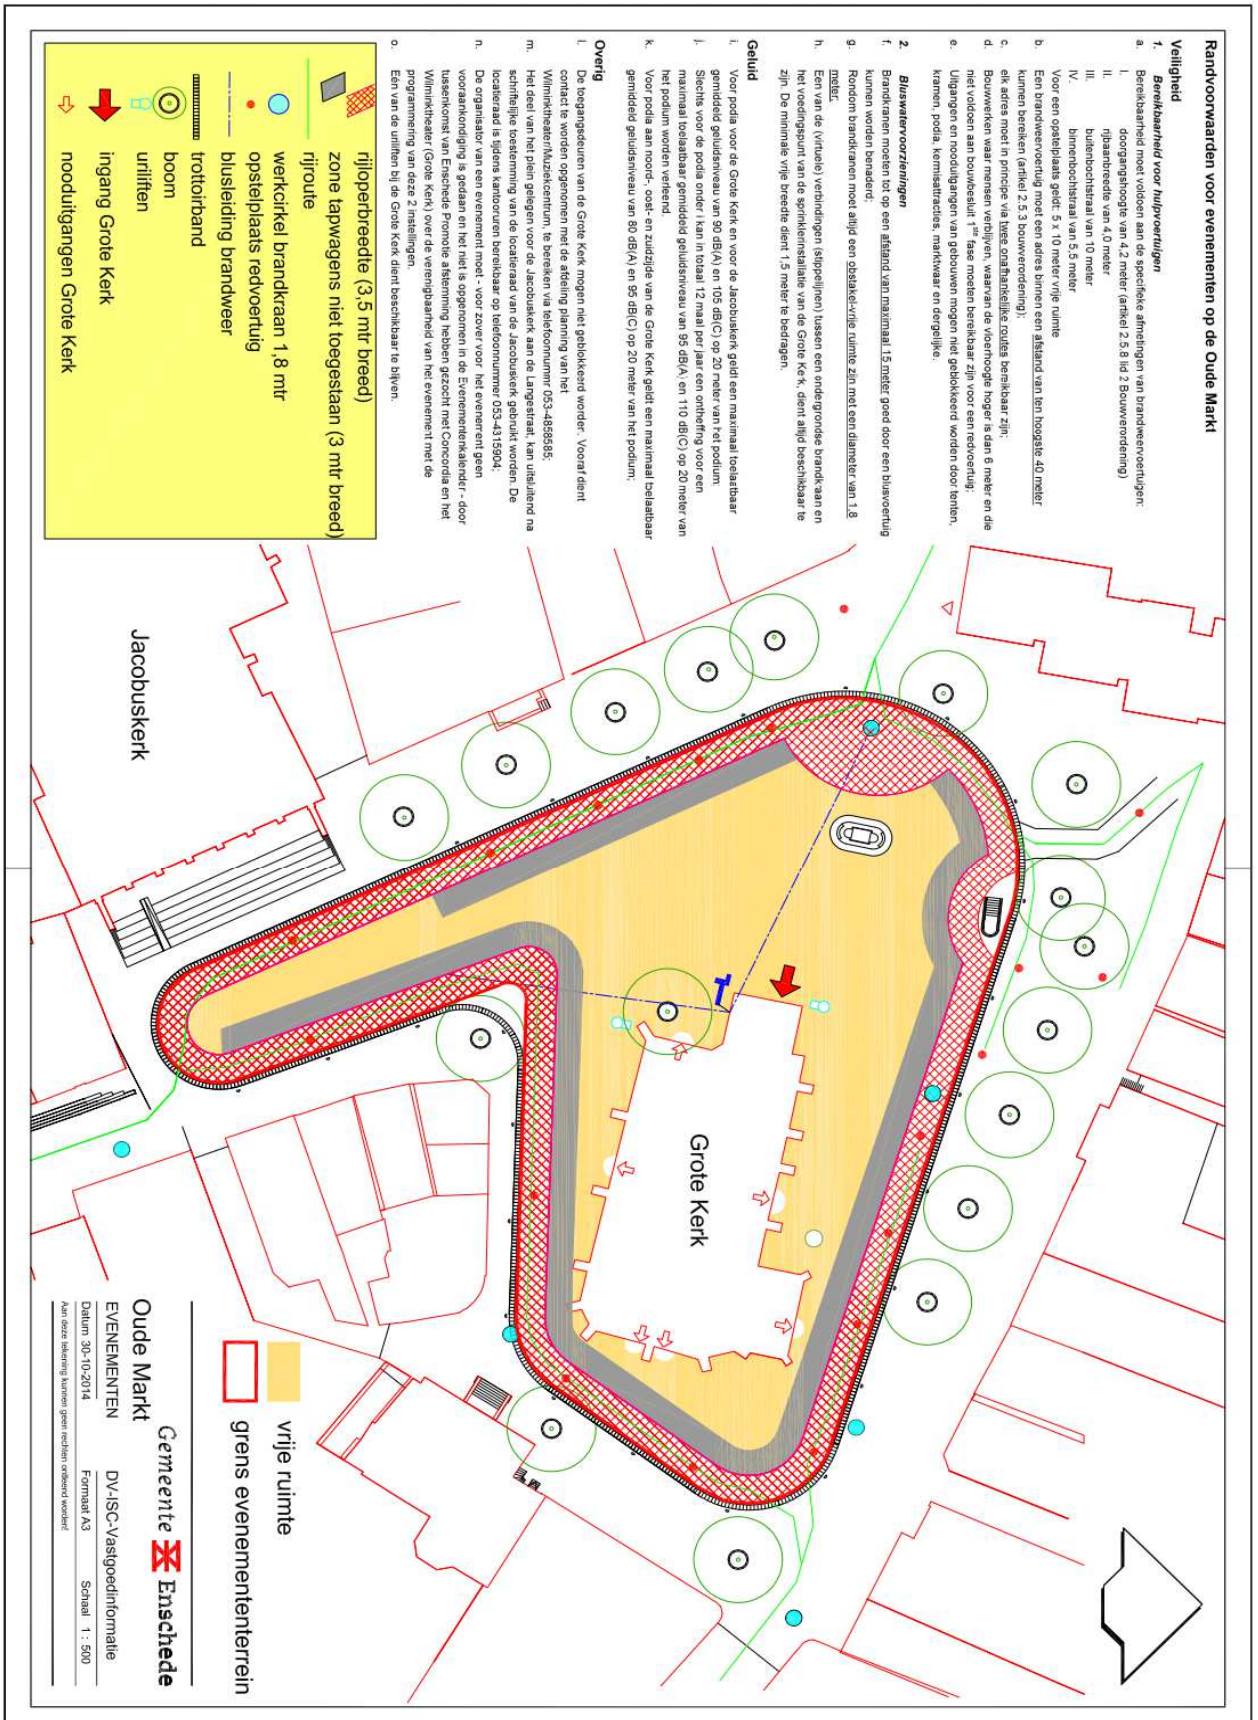 Randvoorwaarden voor evenementen op de Oude Markt
Veiligheid
1. Bereikbaarheid voor hulpvoertuigen
a. Bereikbaarheid moet voldoen aan de specifieke afmetingen van brandweervoertuigen:
I. doorgangshoogte van 4,2 meter (artikel 2.5.8 lid 2 Bouwverordening)
II. rijbaanbreedte van 4,0 meter
III. buitenbochtstraal van 10 meter
IV. binnenbochtstraal van 5,5 meter
Voor een opstelplaats geldt: 5 x 10 meter vrije ruimte
b. Een brandweervoertuig moet een adres binnen een afstand van ten hoogste 40 meter
kunnen bereiken (artikel 2.5.3 bouwverordening);
c. elk adres moet in principe via twee onafhankelijke routes bereikbaar zijn;
d. Bouwwerken waar mensen verblijven, waarvan de vloerhoogte hoger is dan 6 meter en die
niet voldoen aan bouwbesluit 1ste fase moeten bereikbaar zijn voor een redvoertuig;
e. Uitgangen en nooduitgangen van gebouwen mogen niet geblokkeerd worden door tenten,
kramen, podia, kermisattracties, marktwaar en dergelijke.
2. Bluswatervoorzieningen
f. Brandkranen moeten tot op een afstand van maximaal 15 meter goed door een blusvoertuig
kunnen worden benaderd;
g. Rondom brandkranen moet altijd een obstakel-vrije ruimte zijn met een diameter van 1,8
meter;
h. Een van de (virtuele) verbindingen (stippellijnen) tussen een ondergrondse brandkraan en
het voedingspunt van de sprinklerinstallatie van de Grote Kerk, dient altijd beschikbaar te
zijn. De minimale vrije breedte dient 1,5 meter te bedragen.
Geluid
i. Voor podia voor de Grote Kerk en voor de Jacobuskerk geldt een maximaal toelaatbaar
gemiddeld geluidsniveau van 90 dB(A) en 105 dB(C) op 20 meter van het podium;
j. Slechts voor de podia onder i kan in totaal 12 maal per jaar een ontheffing voor een
maximaal toelaatbaar gemiddeld geluidsniveau van 95 dB(A) en 110 dB(C) op 20 meter van
het podium worden verleend.
k. Voor podia aan noord-, oost- en zuidzijde van de Grote Kerk geldt een maximaal toelaatbaar
gemiddeld geluidsniveau van 80 dB(A) en 95 dB(C) op 20 meter van het podium;
Overig
l. De toegangsdeuren van de Grote Kerk mogen niet geblokkeerd worden. Vooraf dient
contact te worden opgenomen met de afdeling planning van het
Wilminktheater/Muziekcentrum, te bereiken via telefoonnummr 053-4858585;
m. Het deel van het plein gelegen voor de Jacobuskerk aan de Langestraat, kan uitsluitend na
schriftelijke toestemming van de locatieraad van de Jacobuskerk gebruikt worden. De
locatieraad is tijdens kantooruren bereikbaar op telefoonnummer 053-4315904;
n. De organisator van een evenement moet - voor zover voor het evenement geen
vooraankondiging is gedaan en het niet is opgenomen in de Evenementenkalender - door
tussenkomst van Enschede Promotie afstemming hebben gezocht met Concordia en het
Wilminktheater (Grote Kerk) over de verenigbaarheid van het evenement met de
programmering van deze 2 instellingen.
o. Eén van de uniliften bij de Grote Kerk dient beschikbaar te blijven.
rijloperbreedte (3,5 mtr breed)
zone tapwagens niet toegestaan (3 mtr breed)
rijroute
werkcirkel brandkraan 1,8 mtr
opstelplaats redvoertuig
blusleiding brandweer
trottoirband
boom
uniliften
ingang Grote Kerk
nooduitgangen Grote Kerk
Jacobuskerk
Grote Kerk
vrije ruimte
grens evenemententerrein
Gemeente Enschede
Oude Markt
EVENEMENTEN DV-ISC-Vastgoedinformatie
Datum 30-10-2014 Formaat A3 Schaal 1 : 500
Aan deze tekening kunnen geen rechten ontleend worden!